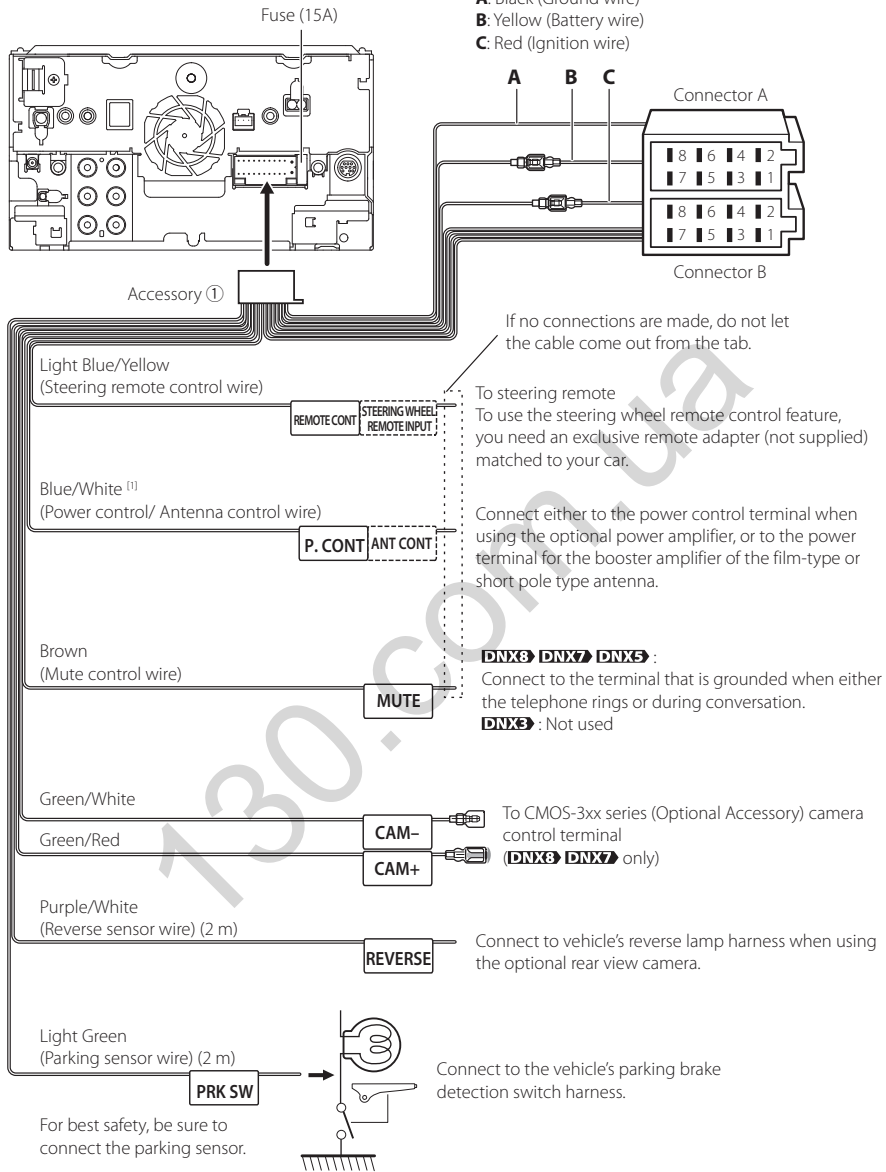 A: Black (Ground wire)
Fuse (15A)
B: Yellow (Battery wire)
C: Red (Ignition wire)
A B C
Connector A
8 6 4 2
7 5 3 1
8 6 4 2
7 5 3 1
Connector B
Accessory ①
If no connections are made, do not let
the cable come out from the tab.
Light Blue/Yellow
(Steering remote control wire)
REMOTE CONT
STEERING WHEEL
REMOTE INPUT
To steering remote
To use the steering wheel remote control feature,
you need an exclusive remote adapter (not supplied)
matched to your car.
Blue/White [1]
(Power control/ Antenna control wire)
P. CONT ANT CONT
Connect either to the power control terminal when
using the optional power amplifier, or to the power
terminal for the booster amplifier of the film-type or
short pole type antenna.
Brown
(Mute control wire)
MUTE
DNX8 DNX7 DNX5 :
Connect to the terminal that is grounded when either
the telephone rings or during conversation.
DNX3 : Not used
Green/White
CAM–
Green/Red
CAM+
To CMOS-3xx series (Optional Accessory) camera
control terminal
(DNX8 DNX7 only)
Purple/White
(Reverse sensor wire) (2 m)
REVERSE
Connect to vehicle's reverse lamp harness when using
the optional rear view camera.
Light Green
(Parking sensor wire) (2 m)
PRK SW
Connect to the vehicle's parking brake
detection switch harness.
For best safety, be sure to
connect the parking sensor.
130.com.ua